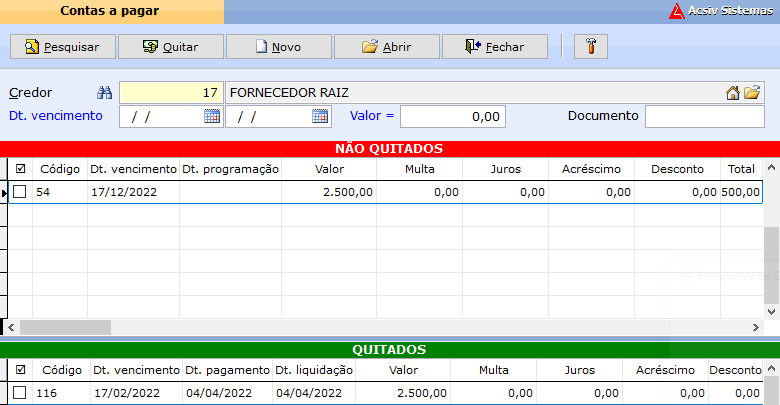 Contas a pagar
Acsiv Sistemas
Pesquisar Quitar Novo Abrir Fechar
Credor 17 FORNECEDOR RAIZ
Dt. vencimento / / / / Valor = 0,00 Documento
NÃO QUITADOS
Código Dt. vencimento Dt. programação Valor Multa Juros Acréscimo Desconto Total
54 17/12/2022 2.500,00 0,00 0,00 0,00 0,00 500,00
QUITADOS
Código Dt. vencimento Dt. pagamento Dt. liquidação Valor Multa Juros Acréscimo Desconto
116 17/02/2022 04/04/2022 04/04/2022 2.500,00 0,00 0,00 0,00 0,00